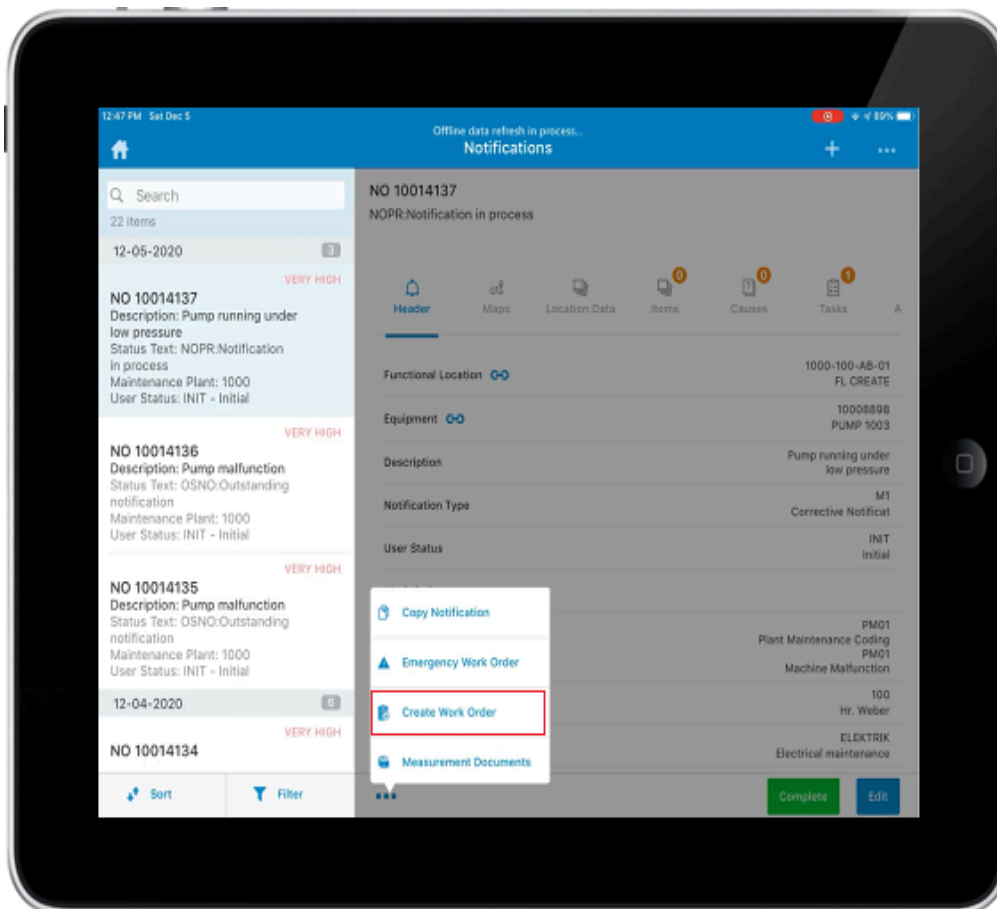 12:47 PM Sat Dec 5
89%
Offline data refresh in process...
Notifications
Search
22 items
12-05-2020
3
VERY HIGH
NO 10014137
Description: Pump running under
low pressure
Status Text: NOPR:Notification
in process
Maintenance Plant: 1000
User Status: INIT - Initial
VERY HIGH
NO 10014136
Description: Pump malfunction
Status Text: OSNO:Outstanding
notification
Maintenance Plant: 1000
User Status: INIT - Initial
VERY HIGH
NO 10014135
Description: Pump malfunction
Status Text: OSNO:Outstanding
notification
Maintenance Plant: 1000
User Status: INIT - Initial
12-04-2020
6
VERY HIGH
NO 10014134
Sort
Filter
NO 10014137
NOPR:Notification in process
0
0
1
Header
Maps
Location Data
Items
Causes
Tasks
A
Functional Location
1000-100-AB-01
FL CREATE
Equipment
10008898
PUMP 1003
Description
Pump running under
low pressure
Notification Type
M1
Corrective Notificat
User Status
INIT
Initial
PM01
Plant Maintenance Coding
PM01
Machine Malfunction
100
Hr. Weber
ELEKTRIK
Electrical maintenance
Copy Notification
Emergency Work Order
Create Work Order
Measurement Documents
Complete
Edit